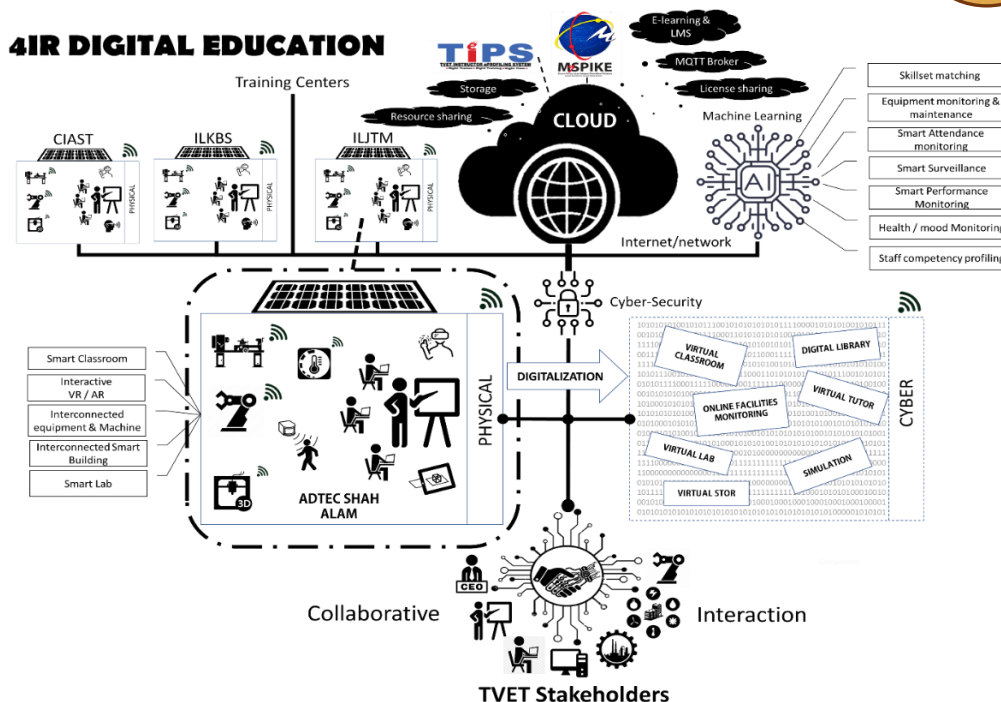 4IR DIGITAL EDUCATION
Training Centers
CIAST
ILKBS
ILJTM
PHYSICAL
PHYSICAL
PHYSICAL
TiPS
TVET INSTRUCTOR ePROFILING SYSTEM
MSPIKE
E-learning &
LMS
MQTT Broker
License sharing
Storage
Resource sharing
CLOUD
Machine Learning
AI
Skillset matching
Equipment monitoring &
maintenance
Smart Attendance
monitoring
Smart Surveillance
Smart Performance
Monitoring
Health / mood Monitoring
Staff competency profiling
Internet/network
Cyber-Security
Smart Classroom
Interactive
VR / AR
Interconnected
equipment & Machine
Interconnected Smart
Building
Smart Lab
3D
ADTEC SHAH
ALAM
PHYSICAL
DIGITALIZATION
VIRTUAL
CLASSROOM
DIGITAL LIBRARY
ONLINE FACILITIES
MONITORING
VIRTUAL TUTOR
VIRTUAL LAB
SIMULATION
VIRTUAL STOR
CYBER
CEO
Collaborative
Interaction
TVET Stakeholders